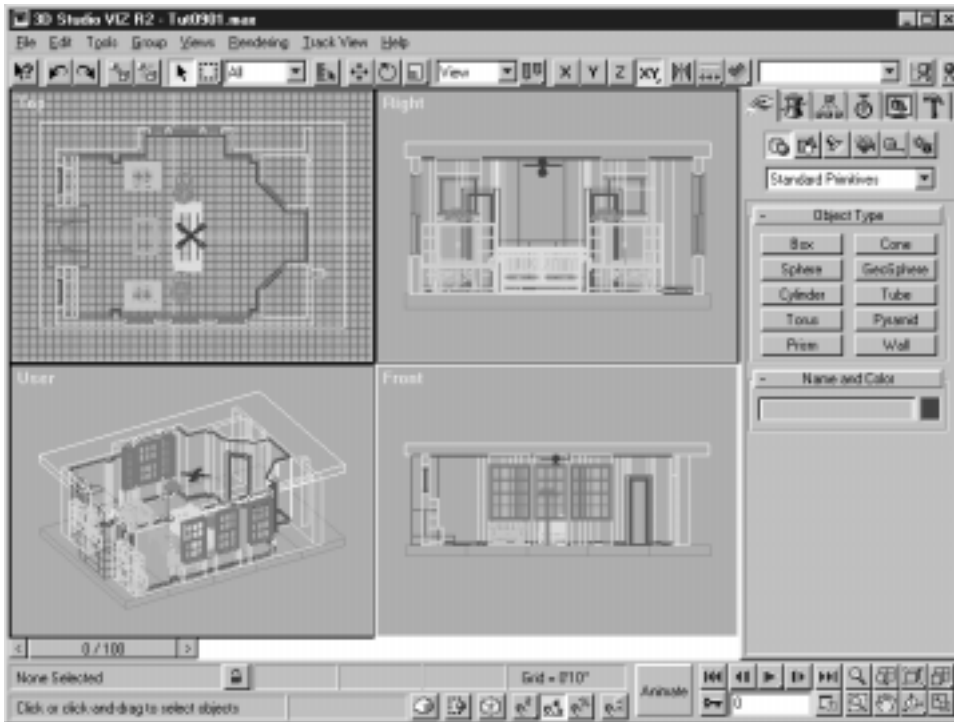 3D Studio VIZ R2 - Tut0901.max
File Edit Tools Group Views Rendering Track View Help
All
View
X Y Z XY
Top
Right
Standard Primitives
- Object Type
Box Cone
Sphere GeoSphere
Cylinder Tube
Torus Pyramid
Prism Wall
User
Front
- Name and Color
< 0 / 100 >
None Selected
Grid = 0'10"
Animate
0
Click or click-and-drag to select objects